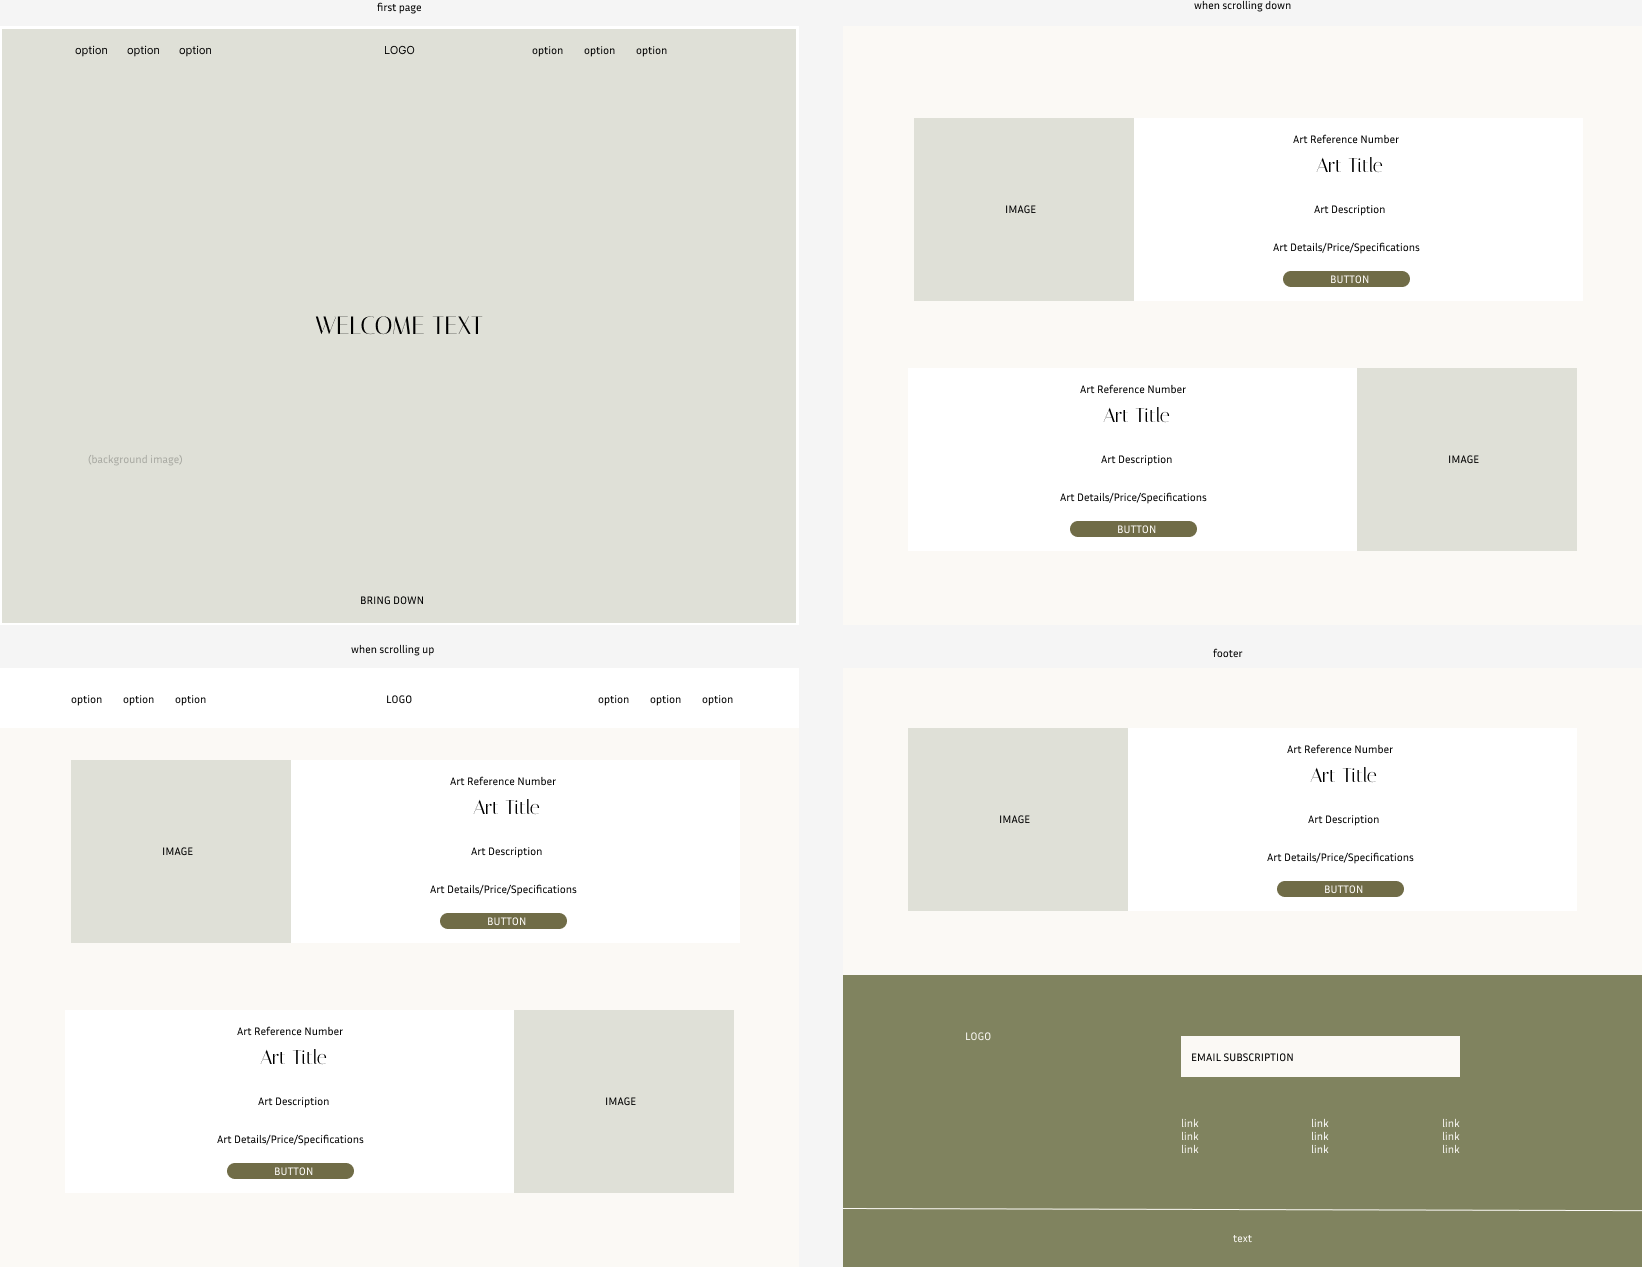 first page
option option option LOGO option option option
WELCOME TEXT
(background image)
BRING DOWN
when scrolling down
Art Reference Number
Art Title
IMAGE
Art Description
Art Details/Price/Specifications
BUTTON
Art Reference Number
Art Title
Art Description
IMAGE
Art Details/Price/Specifications
BUTTON
when scrolling up
option option option LOGO option option option
Art Reference Number
Art Title
IMAGE
Art Description
Art Details/Price/Specifications
BUTTON
Art Reference Number
Art Title
Art Description
IMAGE
Art Details/Price/Specifications
BUTTON
footer
Art Reference Number
Art Title
IMAGE
Art Description
Art Details/Price/Specifications
BUTTON
LOGO
EMAIL SUBSCRIPTION
link link link
link link link
link link link
text